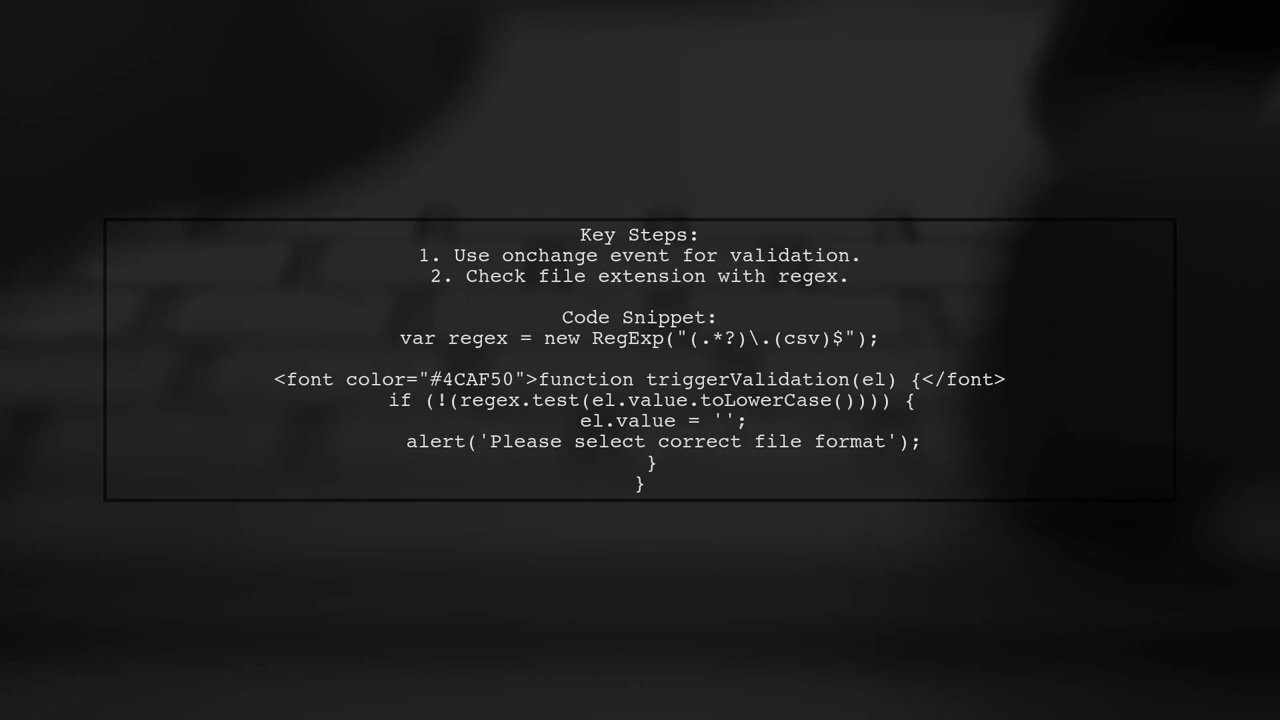 Key Steps:
1. Use onchange event for validation.
2. Check file extension with regex.
Code Snippet:
var regex = new RegExp("(.*?)\.(csv)$");
<font color="#4CAF50">function triggerValidation(el) {</font>
if (!(regex.test(el.value.toLowerCase()))) {
el.value = '';
alert('Please select correct file format');
}
}